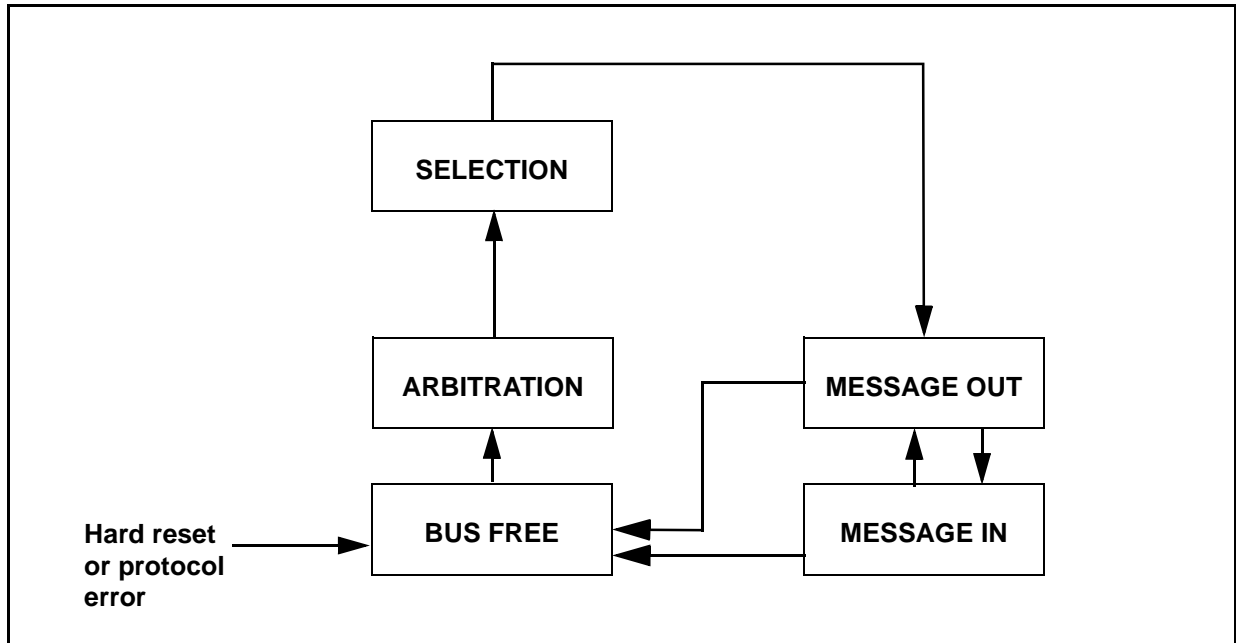 SELECTION
ARBITRATION
MESSAGE OUT
BUS FREE
MESSAGE IN
Hard reset
or protocol
error